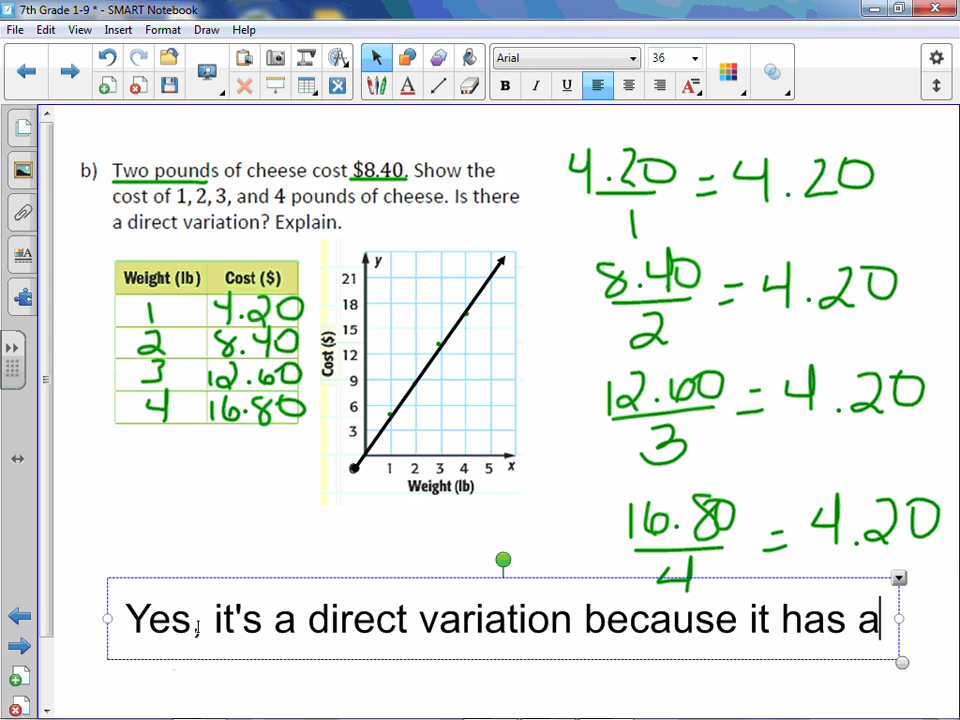 7th Grade 1-9 * - SMART Notebook
File Edit View Insert Format Draw Help
Arial 36
B I U
b) Two pounds of cheese cost $8.40. Show the
cost of 1, 2, 3, and 4 pounds of cheese. Is there
a direct variation? Explain.
Weight (lb) Cost ($)
1 4.20
2 8.40
3 12.60
4 16.80
y
21
18
15
12
9
6
3
Cost ($)
0 1 2 3 4 5 x
Weight (lb)
4.20 = 4.20
1
8.40 = 4.20
2
12.60 = 4.20
3
16.80 = 4.20
4
Yes, it's a direct variation because it has a